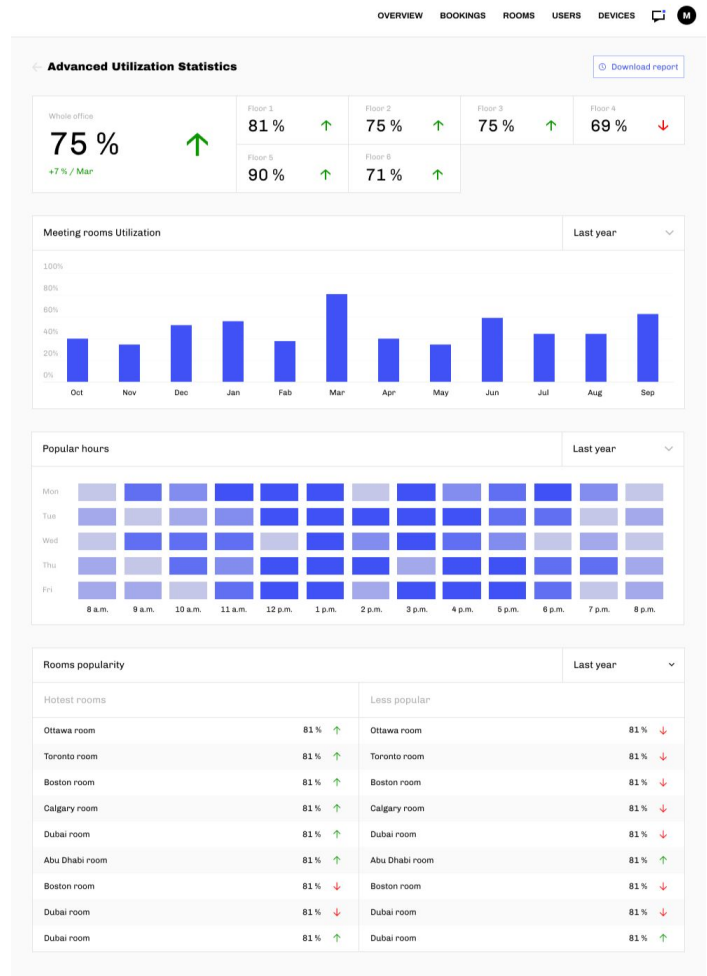 OVERVIEW BOOKINGS ROOMS USERS DEVICES M
Advanced Utilization Statistics
Download report
Whole office
75 %
+7 % / Mar
Floor 1
81 %
Floor 2
75 %
Floor 3
75 %
Floor 4
69 %
Floor 5
90 %
Floor 6
71 %
Meeting rooms Utilization
Last year
100%
80%
60%
40%
20%
0%
Oct Nov Dec Jan Fab Mar Apr May Jun Jul Aug Sep
Popular hours
Last year
Mon
Tue
Wed
Thu
Fri
8 a.m. 9 a.m. 10 a.m. 11 a.m. 12 p.m. 1 p.m. 2 p.m. 3 p.m. 4 p.m. 5 p.m. 6 p.m. 7 p.m. 8 p.m.
Rooms popularity
Last year
Hotest rooms Less popular
Ottawa room 81 % Ottawa room 81 %
Toronto room 81 % Toronto room 81 %
Boston room 81 % Boston room 81 %
Calgary room 81 % Calgary room 81 %
Dubai room 81 % Dubai room 81 %
Abu Dhabi room 81 % Abu Dhabi room 81 %
Boston room 81 % Boston room 81 %
Dubai room 81 % Dubai room 81 %
Dubai room 81 % Dubai room 81 %